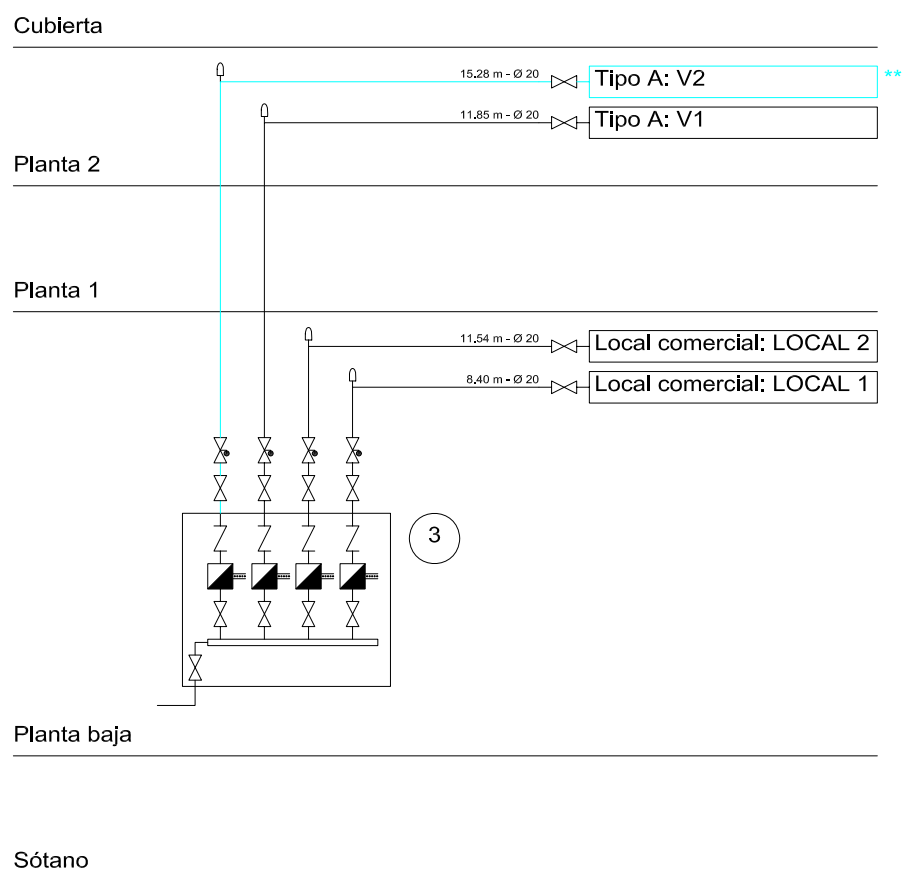 Cubierta
15.28 m - Ø 20
Tipo A: V2
**
11.85 m - Ø 20
Tipo A: V1
Planta 2
Planta 1
11.54 m - Ø 20
Local comercial: LOCAL 2
8.40 m - Ø 20
Local comercial: LOCAL 1
3
Planta baja
Sótano